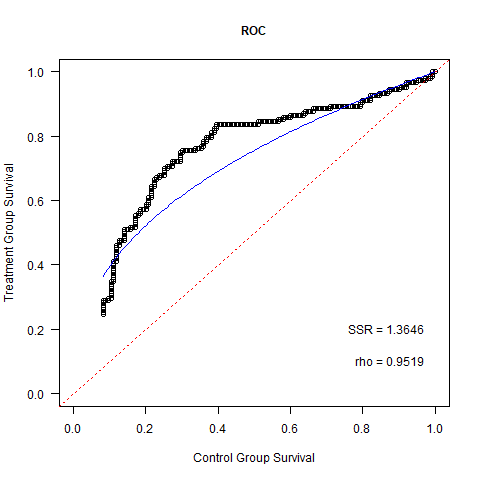 ROC
Treatment Group Survival
1.0
0.8
0.6
0.4
0.2
0.0
SSR = 1.3646
rho = 0.9519
0.0 0.2 0.4 0.6 0.8 1.0
Control Group Survival